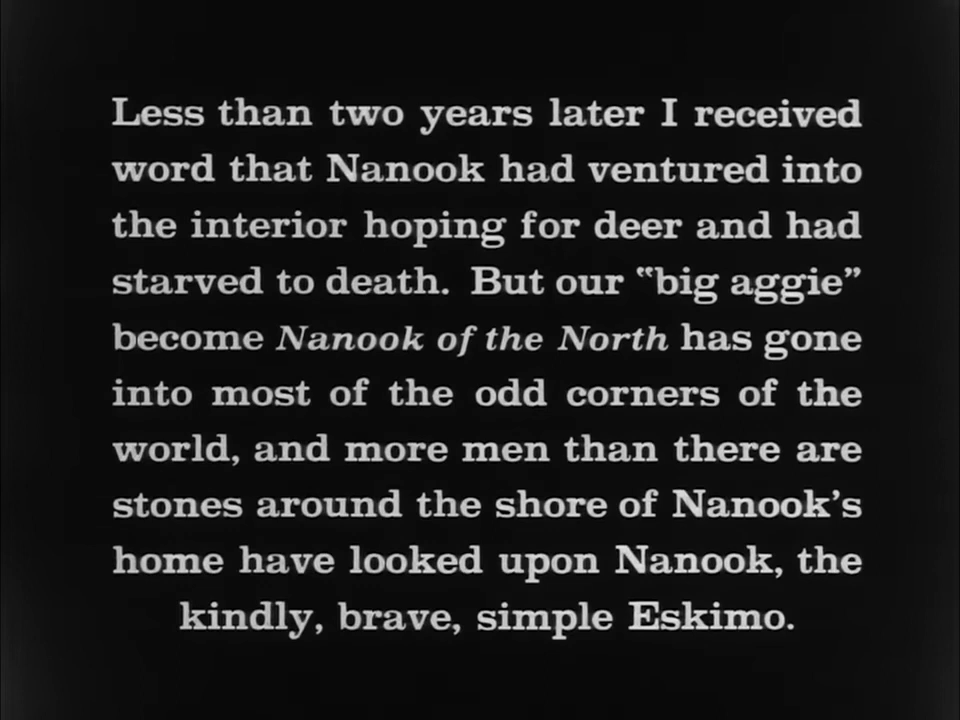 Less than two years later I received
word that Nanook had ventured into
the interior hoping for deer and had
starved to death. But our “big aggie”
become Nanook of the North has gone
into most of the odd corners of the
world, and more men than there are
stones around the shore of Nanook’s
home have looked upon Nanook, the
kindly, brave, simple Eskimo.